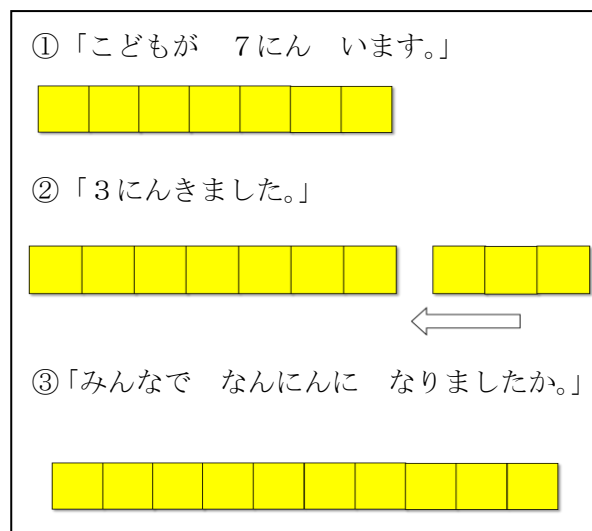 ①「こどもが　７にん　います。」
②「３にんきました。」
③「みんなで　なんにんに　なりましたか。」